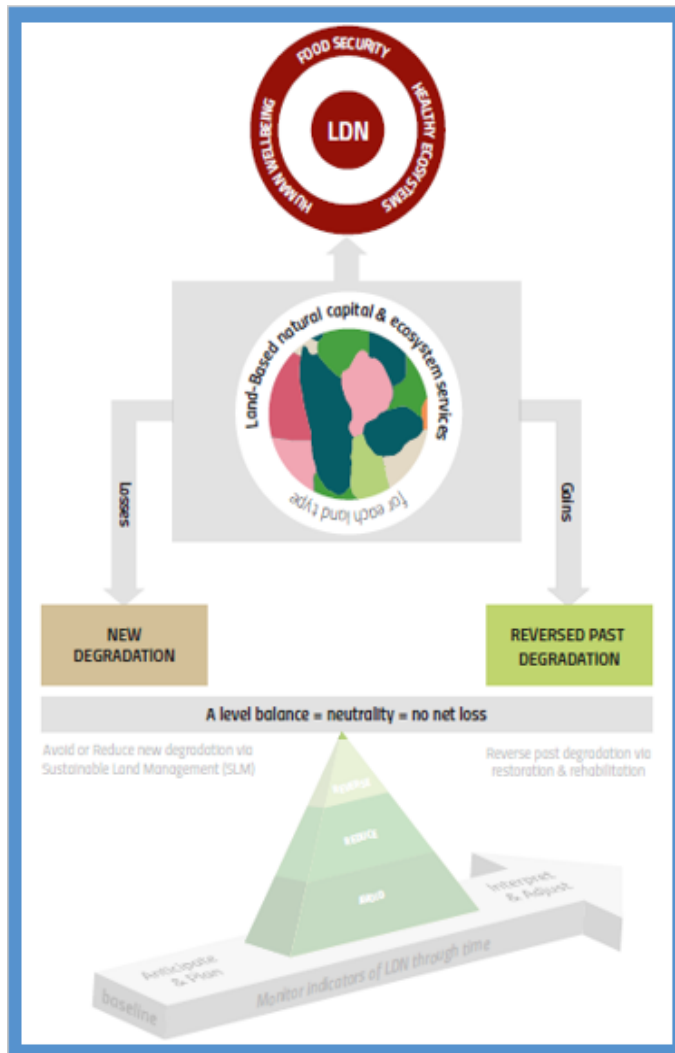 FOOD SECURITY
HUMAN WELLBEING
HEALTHY ECOSYSTEMS
LDN
Land-Based natural capital & ecosystem services
for each land type
Losses
Gains
NEW
DEGRADATION
REVERSED PAST
DEGRADATION
A level balance = neutrality = no net loss
Avoid or Reduce new degradation via
Sustainable Land Management (SLM)
Reverse past degradation via
restoration & rehabilitation
Interpret
& Adjust
Anticipate
& Plan
Monitor indicators of LDN through time
baseline